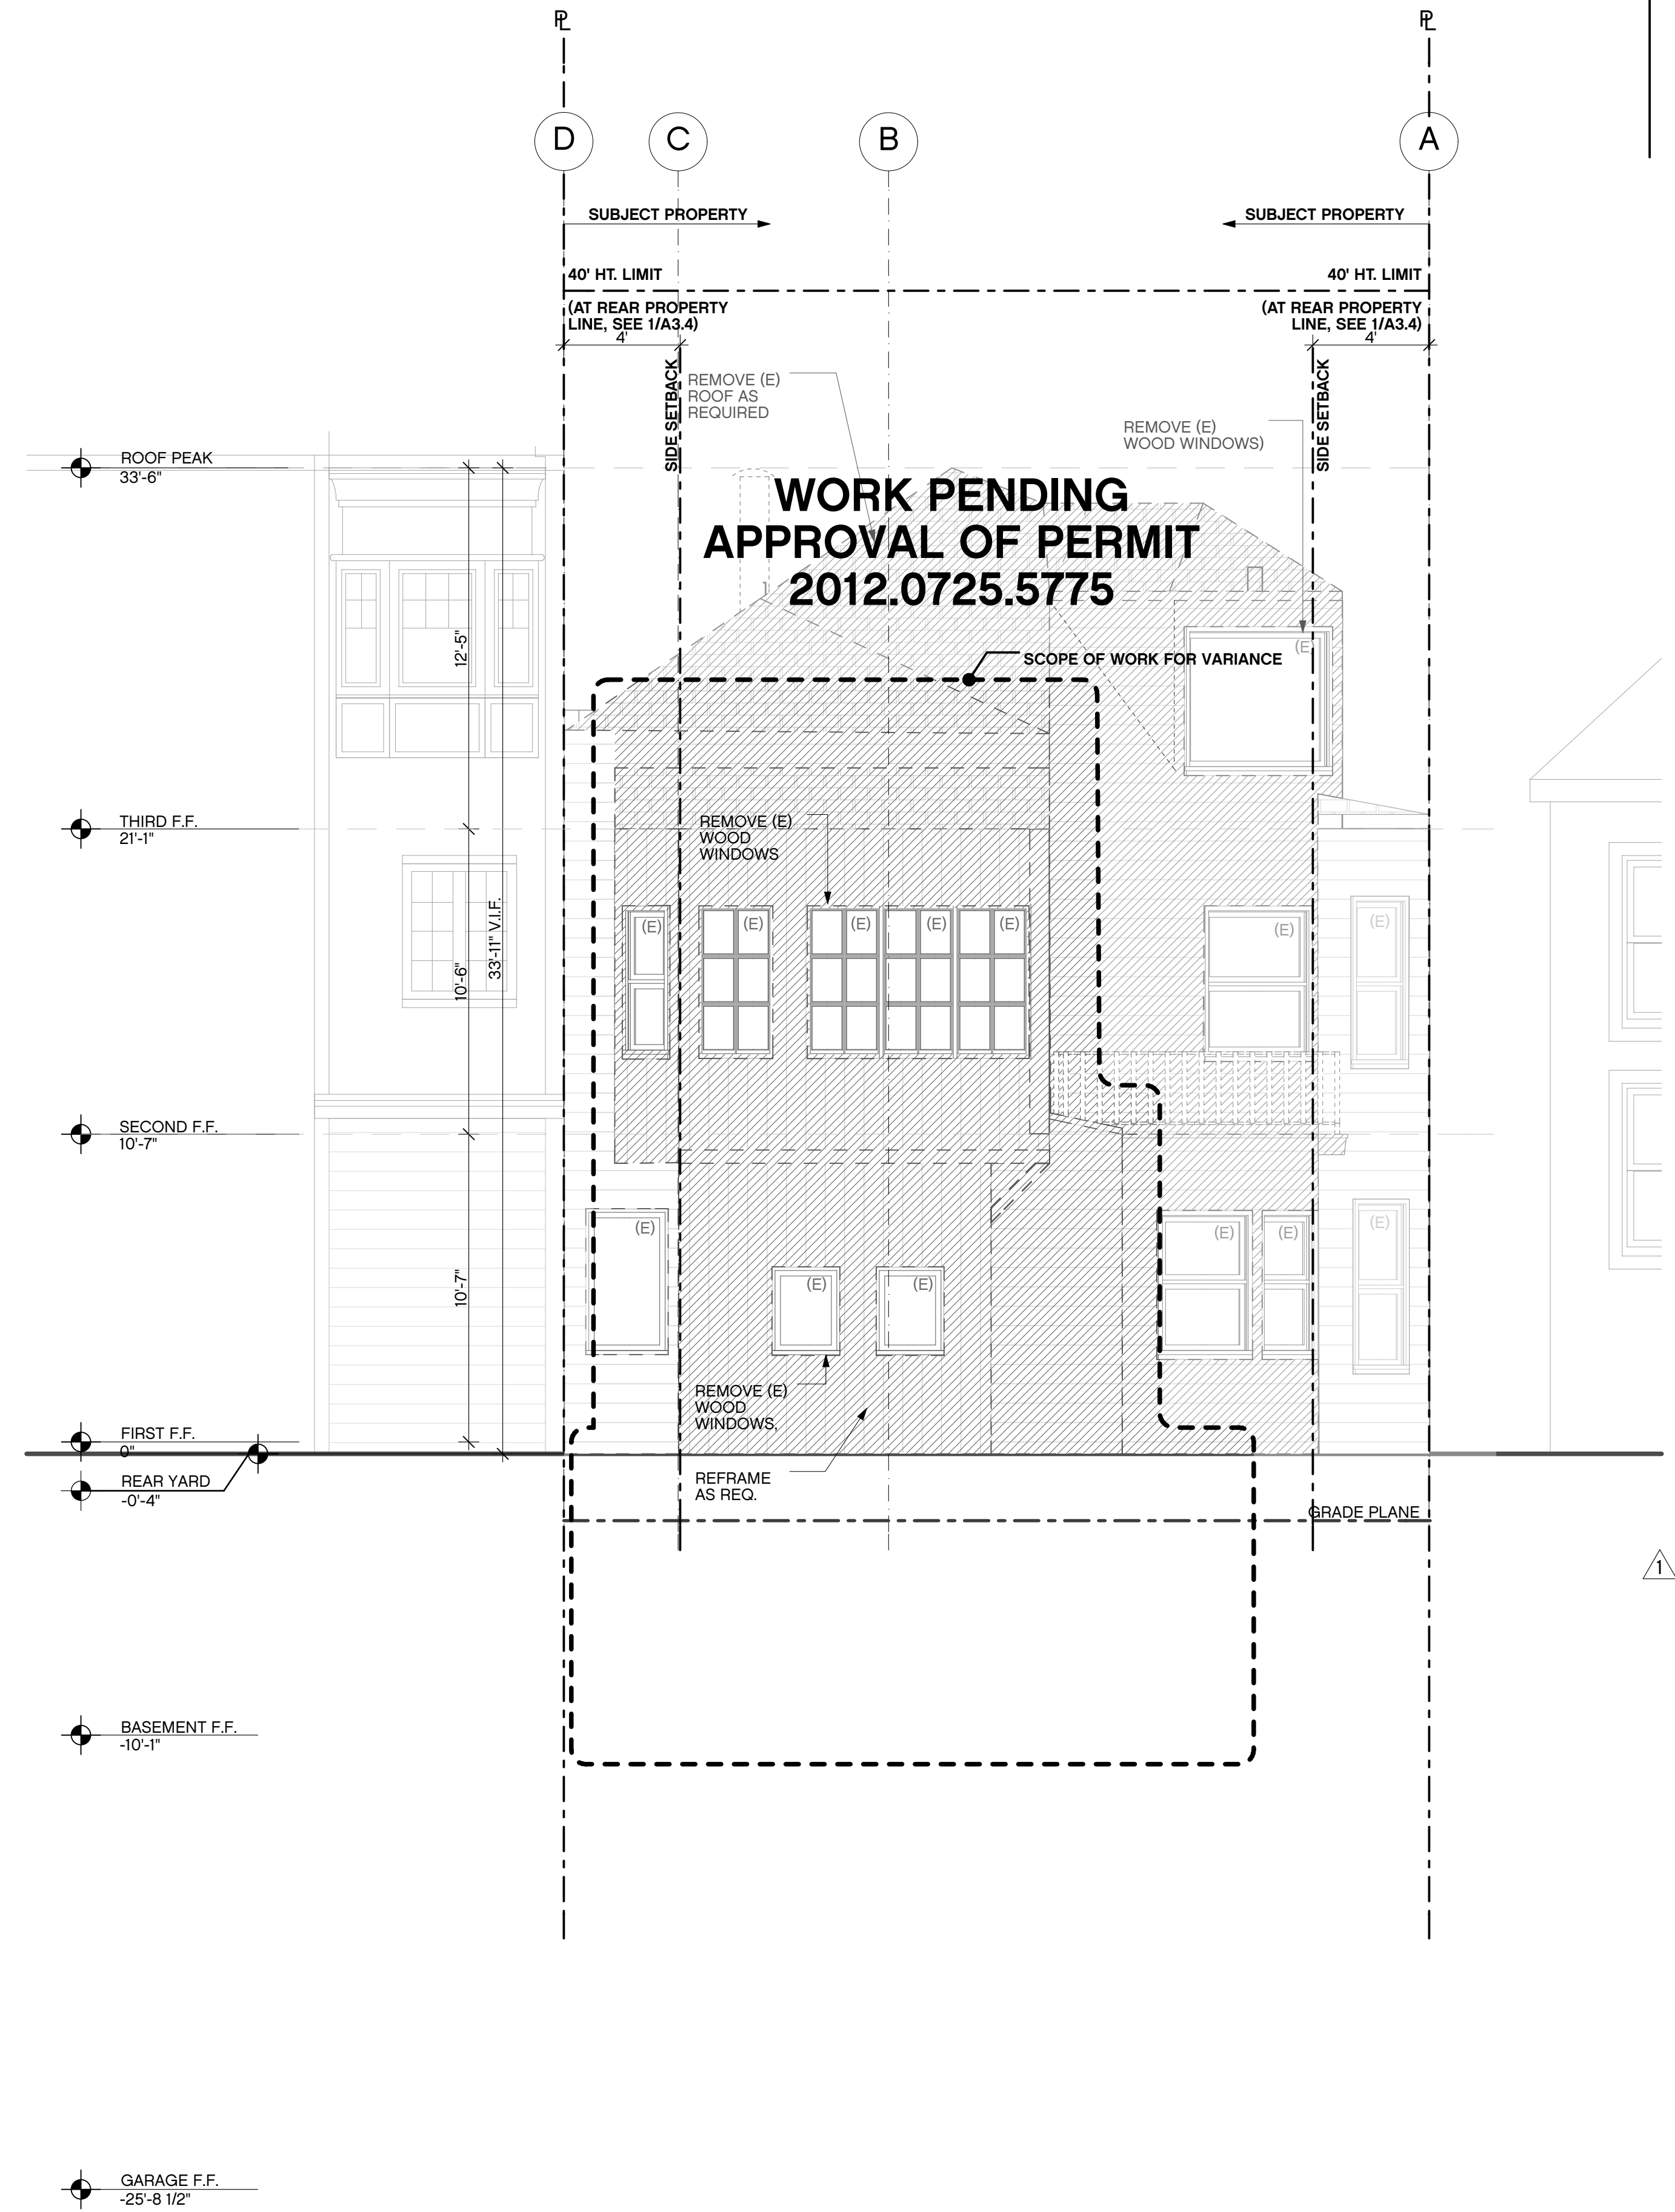 PL
PL
D
C
B
A
SUBJECT PROPERTY
SUBJECT PROPERTY
40' HT. LIMIT
40' HT. LIMIT
(AT REAR PROPERTY
LINE, SEE 1/A3.4)
(AT REAR PROPERTY
LINE, SEE 1/A3.4)
4'
4'
SIDE SETBACK
SIDE SETBACK
REMOVE (E)
ROOF AS
REQUIRED
REMOVE (E)
WOOD WINDOWS)
ROOF PEAK
33'-6"
WORK PENDING
APPROVAL OF PERMIT
2012.0725.5775
12'-5"
(E)
SCOPE OF WORK FOR VARIANCE
THIRD F.F.
21'-1"
REMOVE (E)
WOOD
WINDOWS
10'-6"
33'-11" V.I.F.
(E)
(E)
(E)
(E)
(E)
(E)
(E)
SECOND F.F.
10'-7"
(E)
(E)
(E)
(E)
(E)
(E)
10'-7"
REMOVE (E)
WOOD
WINDOWS,
FIRST F.F.
0"
REAR YARD
-0'-4"
REFRAME
AS REQ.
GRADE PLANE
1
BASEMENT F.F.
-10'-1"
GARAGE F.F.
-25'-8 1/2"